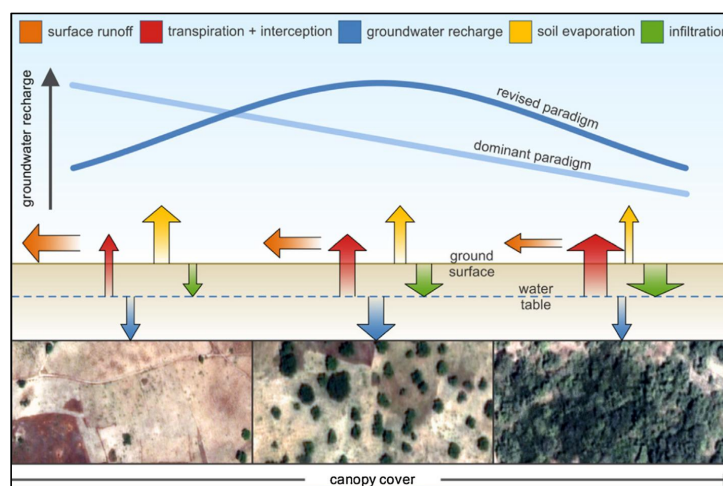 surface runoff transpiration + interception groundwater recharge soil evaporation infiltration
groundwater recharge
revised paradigm
dominant paradigm
ground
surface
water
table
canopy cover